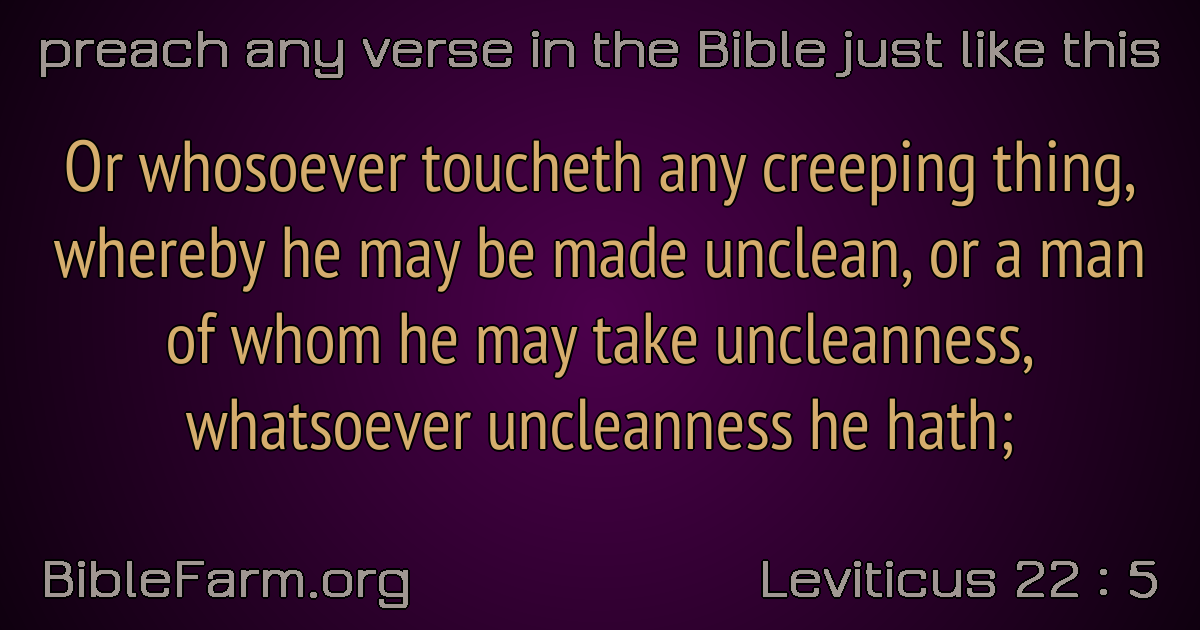 preach any verse in the Bible just like this
Or whosoever toucheth any creeping thing,
whereby he may be made unclean, or a man
of whom he may take uncleanness,
whatsoever uncleanness he hath;
BibleFarm.org
Leviticus 22 : 5